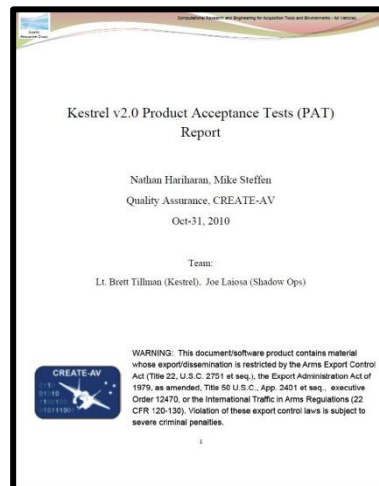 Computational Research and Engineering for Acquisition Tools and Environments - Air Vehicles
Kestrel v2.0 Product Acceptance Tests (PAT)
Report
Nathan Hariharan, Mike Steffen
Quality Assurance, CREATE-AV
Oct-31, 2010
Team:
Lt. Brett Tillman (Kestrel), Joe Laiosa (Shadow Ops)
WARNING: This document/software product contains material
whose export/dissemination is restricted by the Arms Export Control
Act (Title 22, U.S.C. 2751 et seq.), the Export Administration Act of
1979, as amended, Title 50 U.S.C., App. 2401 et seq., executive
Order 12470, or the International Traffic in Arms Regulations (22
CFR 120-130). Violation of these export control laws is subject to
severe criminal penalties.
CREATE-AV
1